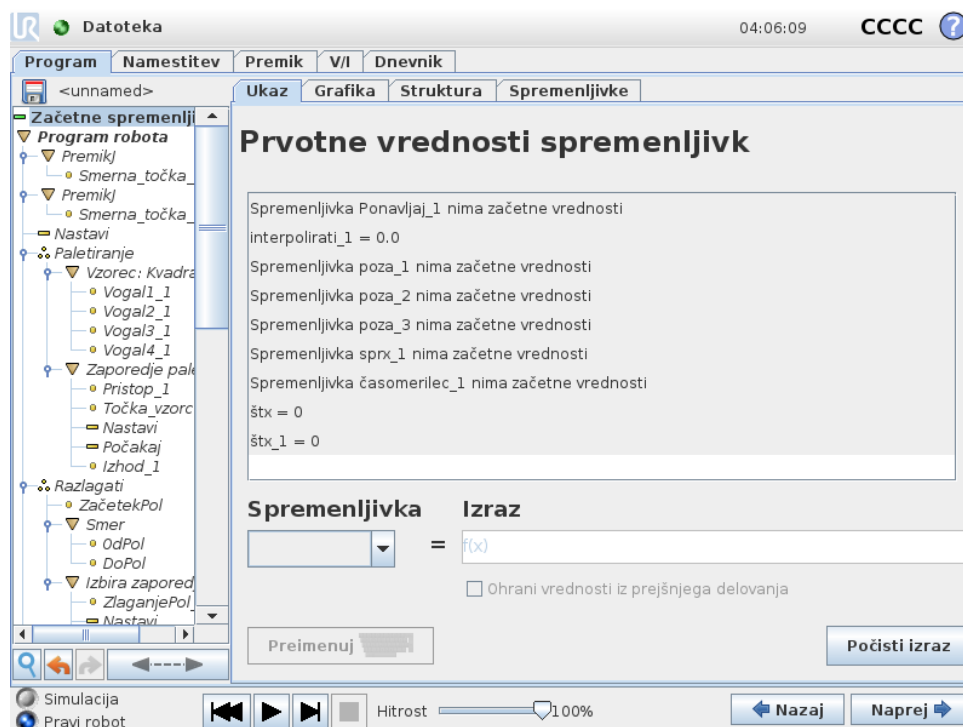 UR Datoteka 04:06:09 CCCC ?
Program Namestitev Premik V/I Dnevnik
<unnamed>
Ukaz Grafika Struktura Spremenljivke
Začetne spremenlji
Program robota
PremikJ
Smerna_točka_
PremikJ
Smerna_točka_
Nastavi
Paletiranje
Vzorec: Kvadra
Vogal1_1
Vogal2_1
Vogal3_1
Vogal4_1
Zaporedje pale
Pristop_1
Točka_vzorc
Nastavi
Počakaj
Izhod_1
Razlagati
ZačetekPol
Smer
OdPol
DoPol
Izbira zapored
ZlaganjePol_
Nastavi
Prvotne vrednosti spremenljivk
Spremenljivka Ponavljaj_1 nima začetne vrednosti
interpolirati_1 = 0.0
Spremenljivka poza_1 nima začetne vrednosti
Spremenljivka poza_2 nima začetne vrednosti
Spremenljivka poza_3 nima začetne vrednosti
Spremenljivka sprx_1 nima začetne vrednosti
Spremenljivka časomerilec_1 nima začetne vrednosti
štx = 0
štx_1 = 0
Spremenljivka Izraz
= f(x)
Ohrani vrednosti iz prejšnjega delovanja
Preimenuj
Počisti izraz
Simulacija
Pravi robot
Hitrost 100%
Nazaj Naprej